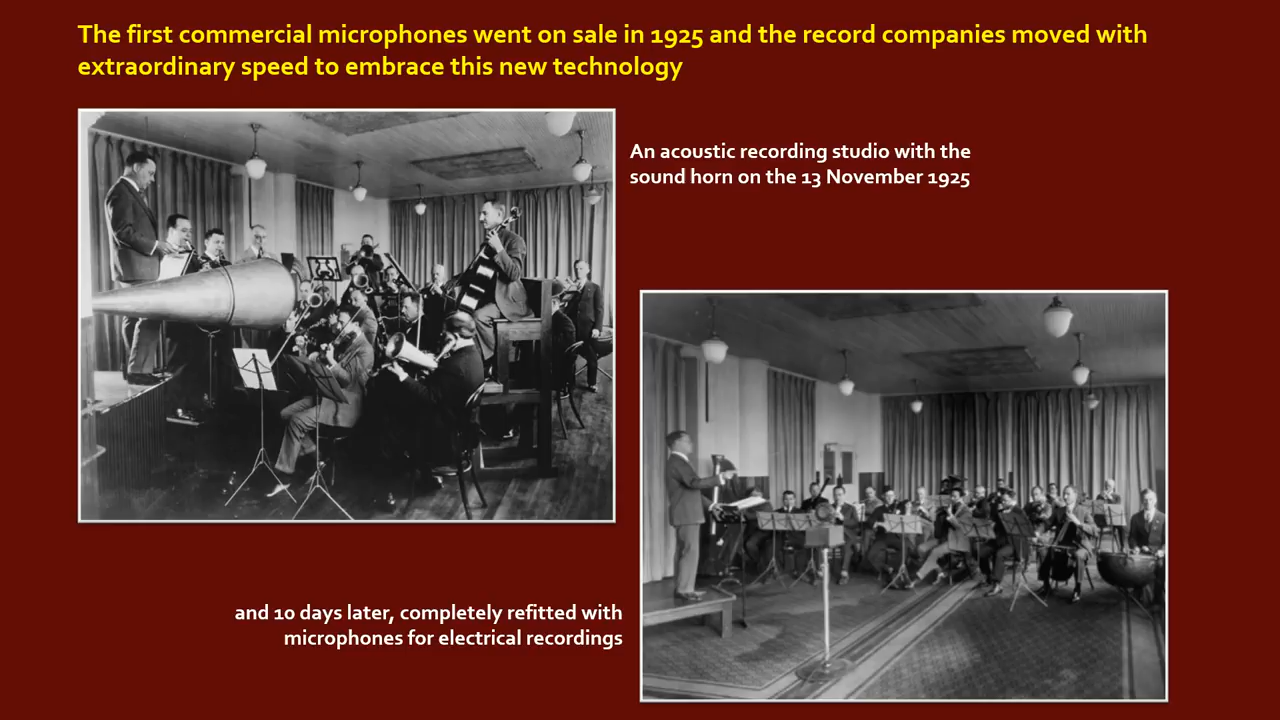 The first commercial microphones went on sale in 1925 and the record companies moved with
extraordinary speed to embrace this new technology
An acoustic recording studio with the
sound horn on the 13 November 1925
and 10 days later, completely refitted with
microphones for electrical recordings